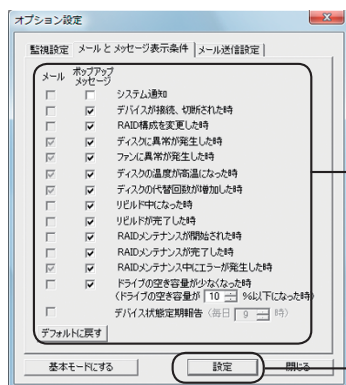 オプション設定
監視設定 メールとメッセージ表示条件 メール送信設定
メール ポップアップメッセージ
システム通知
デバイスが接続、切断された時
RAID構成を変更した時
ディスクに異常が発生した時
ファンに異常が発生した時
ディスクの温度が高温になった時
ディスクの代替回数が増加した時
リビルド中になった時
リビルドが完了した時
RAIDメンテナンスが開始された時
RAIDメンテナンスが完了した時
RAIDメンテナンス中にエラーが発生した時
ドライブの空き容量が少なくなった時
(ドライブの空き容量が 10 %以下になった時)
デバイス状態定期報告 (毎日 9 時)
デフォルトに戻す
基本モードにする 設定 閉じる